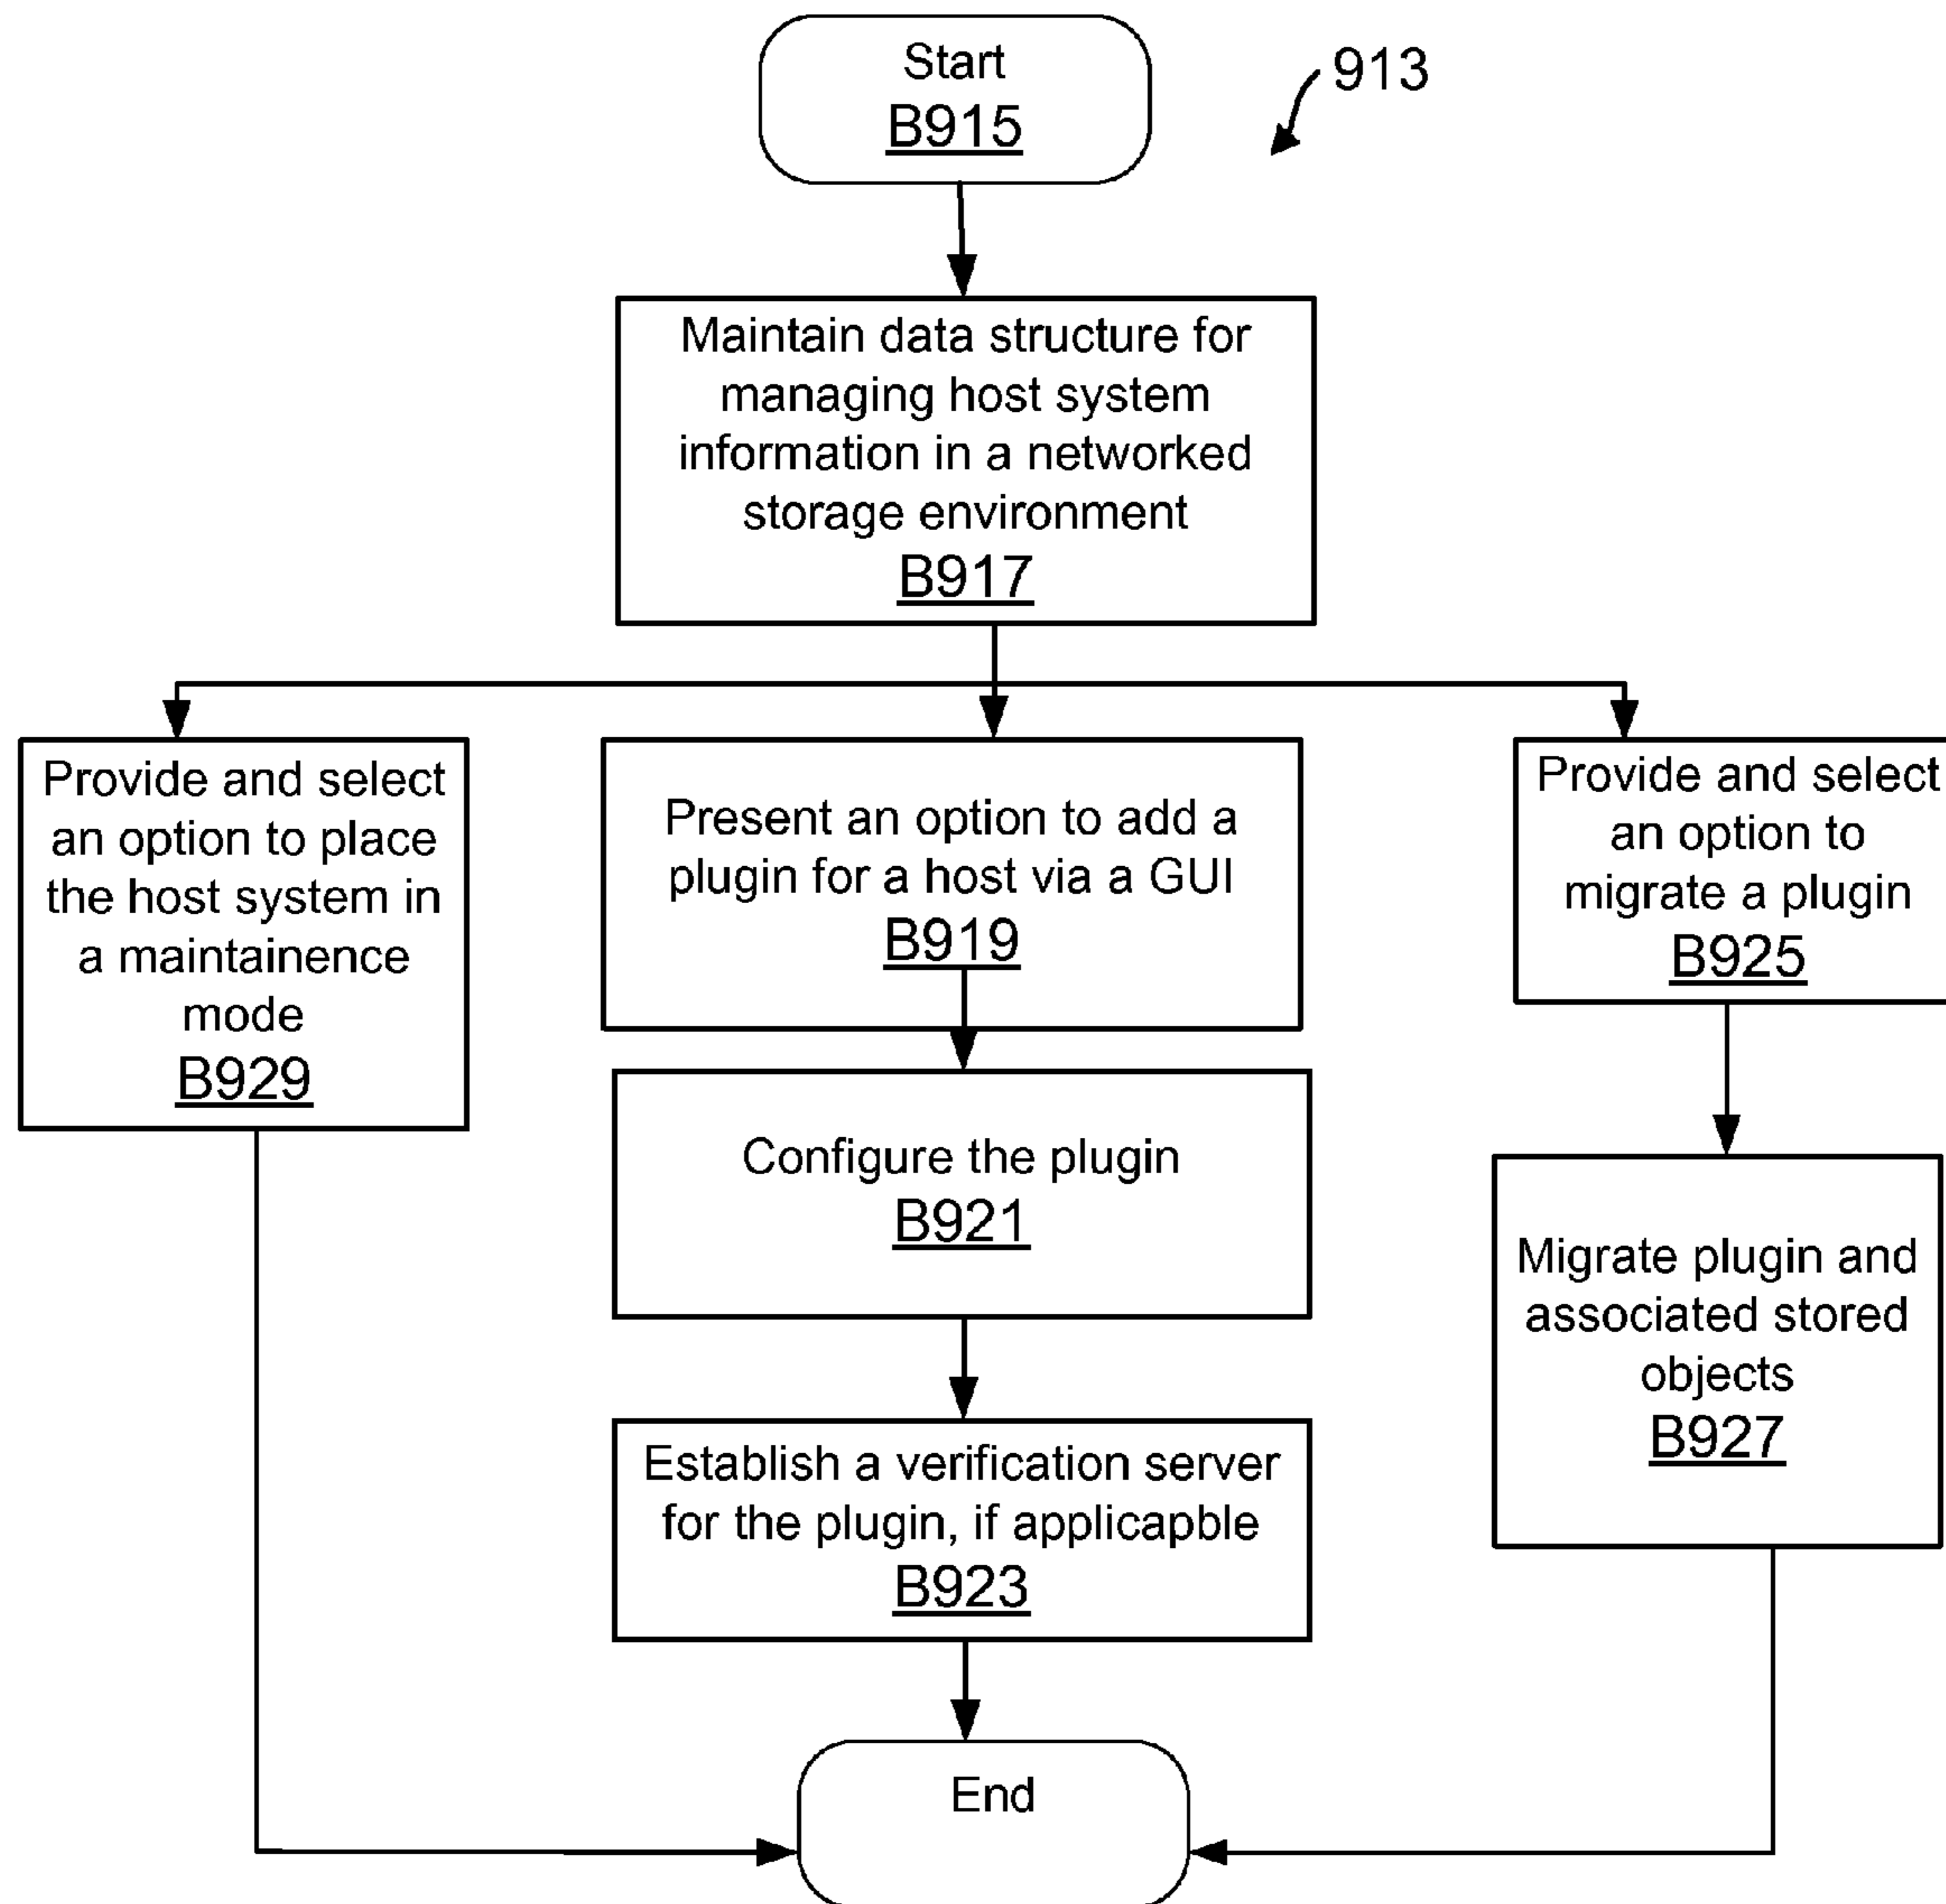 Start
B915
913
Maintain data structure for
managing host system
information in a networked
storage environment
B917
Provide and select
an option to place
the host system in
a maintainence
mode
B929
Present an option to add a
plugin for a host via a GUI
B919
Provide and select
an option to
migrate a plugin
B925
Configure the plugin
B921
Migrate plugin and
associated stored
objects
B927
Establish a verification server
for the plugin, if applicapble
B923
End